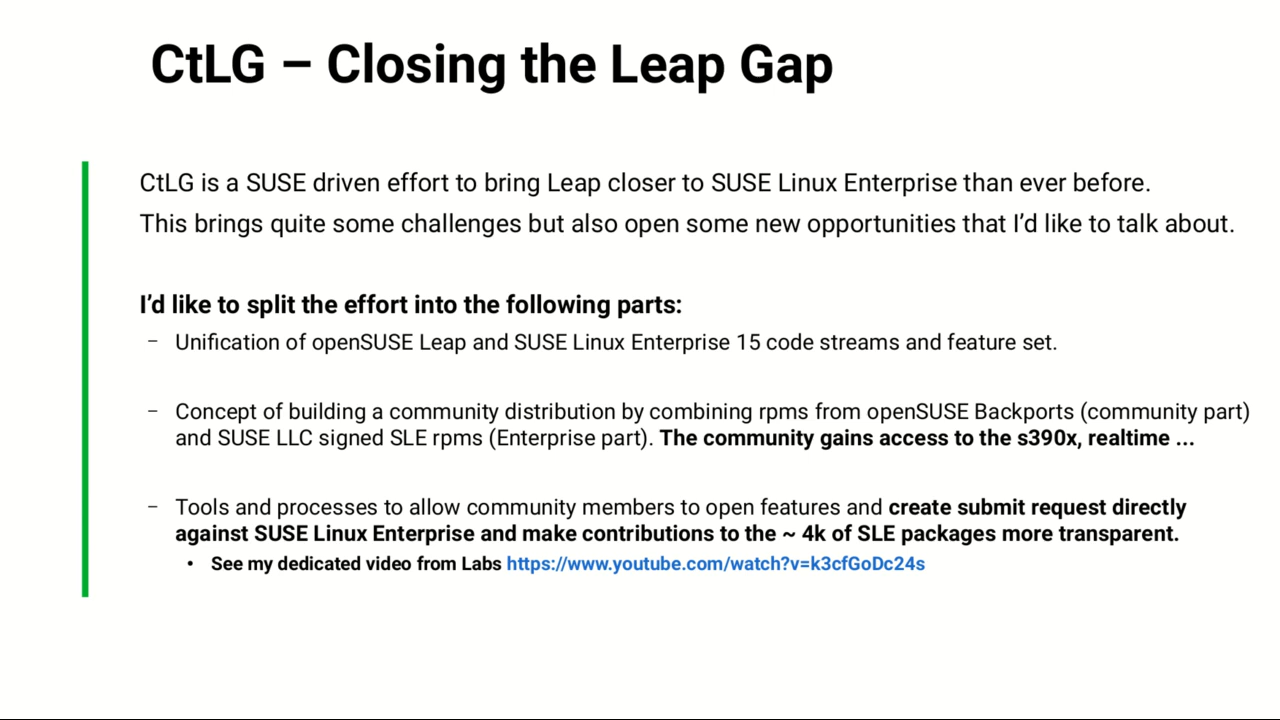 CtLG – Closing the Leap Gap
CtLG is a SUSE driven effort to bring Leap closer to SUSE Linux Enterprise than ever before.
This brings quite some challenges but also open some new opportunities that I’d like to talk about.
I’d like to split the effort into the following parts:
– Unification of openSUSE Leap and SUSE Linux Enterprise 15 code streams and feature set.
– Concept of building a community distribution by combining rpms from openSUSE Backports (community part)
and SUSE LLC signed SLE rpms (Enterprise part). The community gains access to the s390x, realtime ...
– Tools and processes to allow community members to open features and create submit request directly
against SUSE Linux Enterprise and make contributions to the ~ 4k of SLE packages more transparent.
• See my dedicated video from Labs https://www.youtube.com/watch?v=k3cfGoDc24s